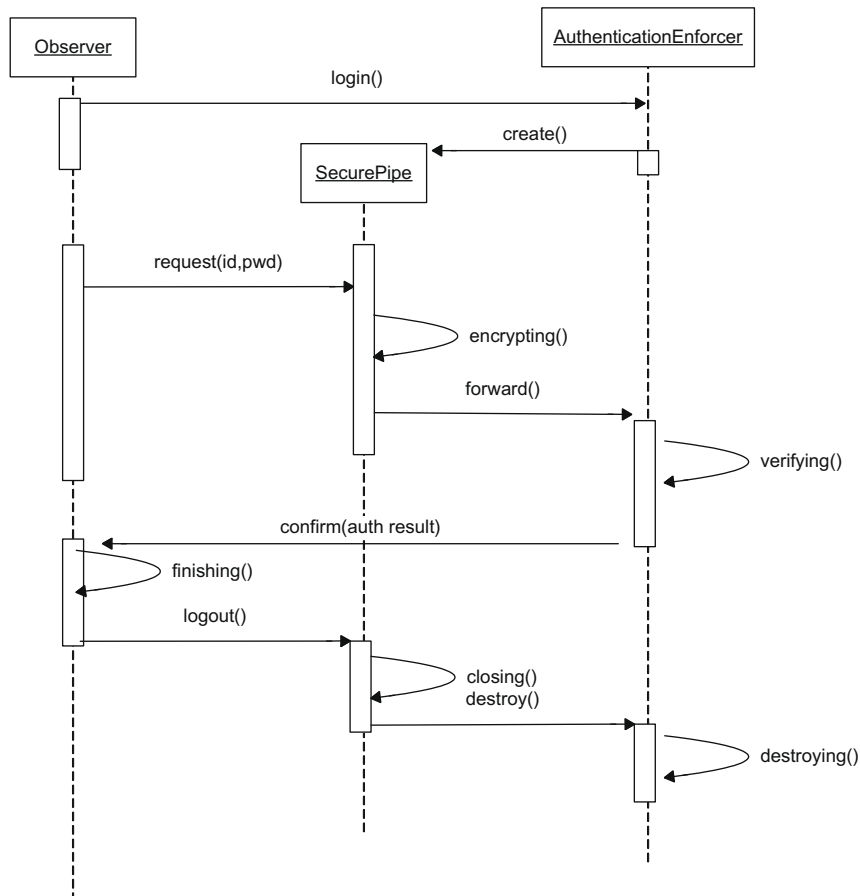 Observer
AuthenticationEnforcer
login()
create()
SecurePipe
request(id,pwd)
encrypting()
forward()
verifying()
confirm(auth result)
finishing()
logout()
closing()
destroy()
destroying()